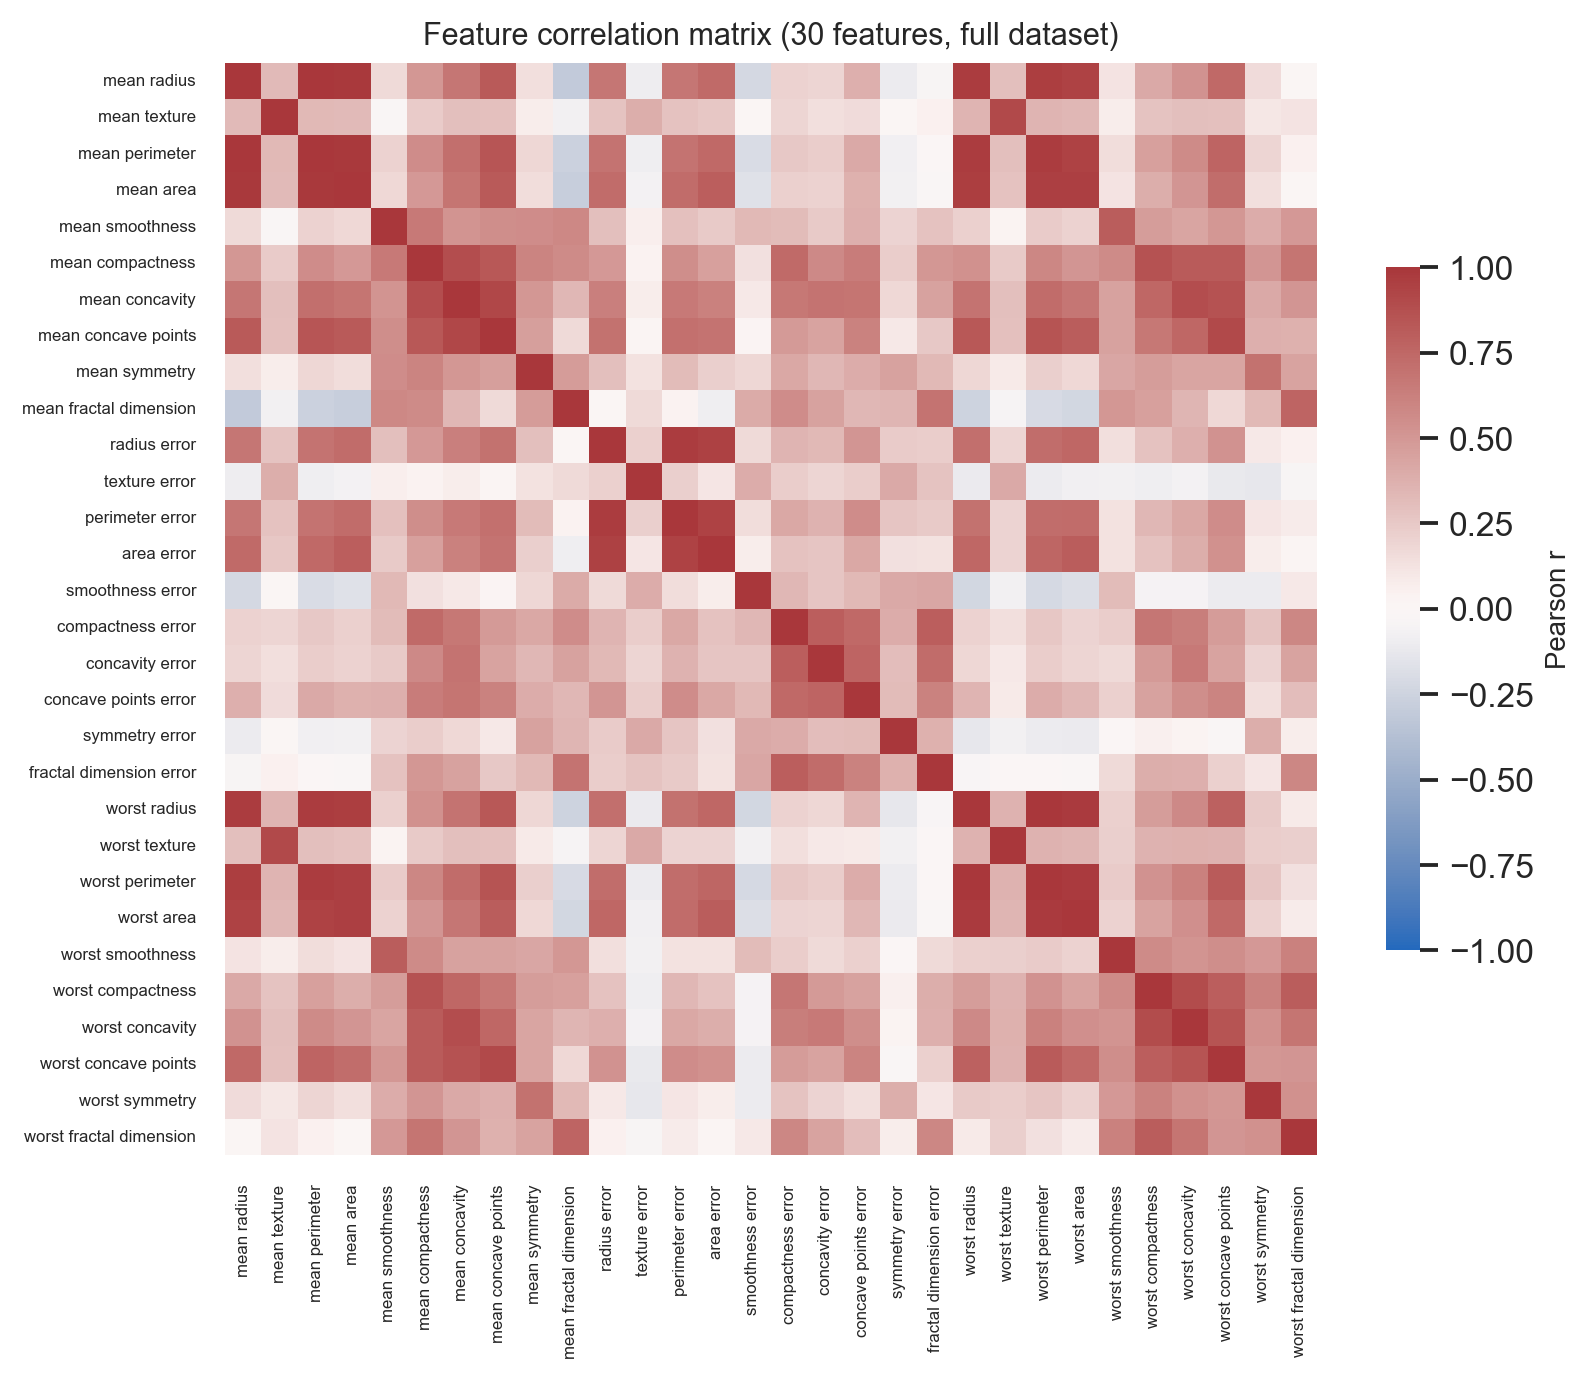 Feature correlation matrix (30 features, full dataset)
mean radius
mean texture
mean perimeter
mean area
mean smoothness
mean compactness
mean concavity
mean concave points
mean symmetry
mean fractal dimension
radius error
texture error
perimeter error
area error
smoothness error
compactness error
concavity error
concave points error
symmetry error
fractal dimension error
worst radius
worst texture
worst perimeter
worst area
worst smoothness
worst compactness
worst concavity
worst concave points
worst symmetry
worst fractal dimension
mean radius
mean texture
mean perimeter
mean area
mean smoothness
mean compactness
mean concavity
mean concave points
mean symmetry
mean fractal dimension
radius error
texture error
perimeter error
area error
smoothness error
compactness error
concavity error
concave points error
symmetry error
fractal dimension error
worst radius
worst texture
worst perimeter
worst area
worst smoothness
worst compactness
worst concavity
worst concave points
worst symmetry
worst fractal dimension
1.00
0.75
0.50
0.25
0.00
−0.25
−0.50
−0.75
−1.00
Pearson r